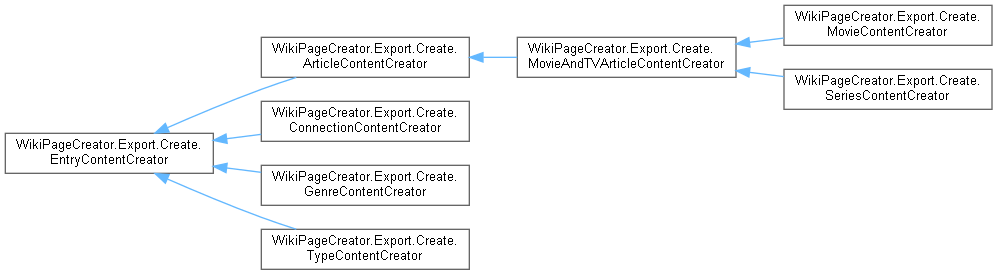 WikiPageCreator.Export.Create.
MovieContentCreator
WikiPageCreator.Export.Create.
ArticleContentCreator
WikiPageCreator.Export.Create.
MovieAndTVArticleContentCreator
WikiPageCreator.Export.Create.
SeriesContentCreator
WikiPageCreator.Export.Create.
ConnectionContentCreator
WikiPageCreator.Export.Create.
EntryContentCreator
WikiPageCreator.Export.Create.
GenreContentCreator
WikiPageCreator.Export.Create.
TypeContentCreator